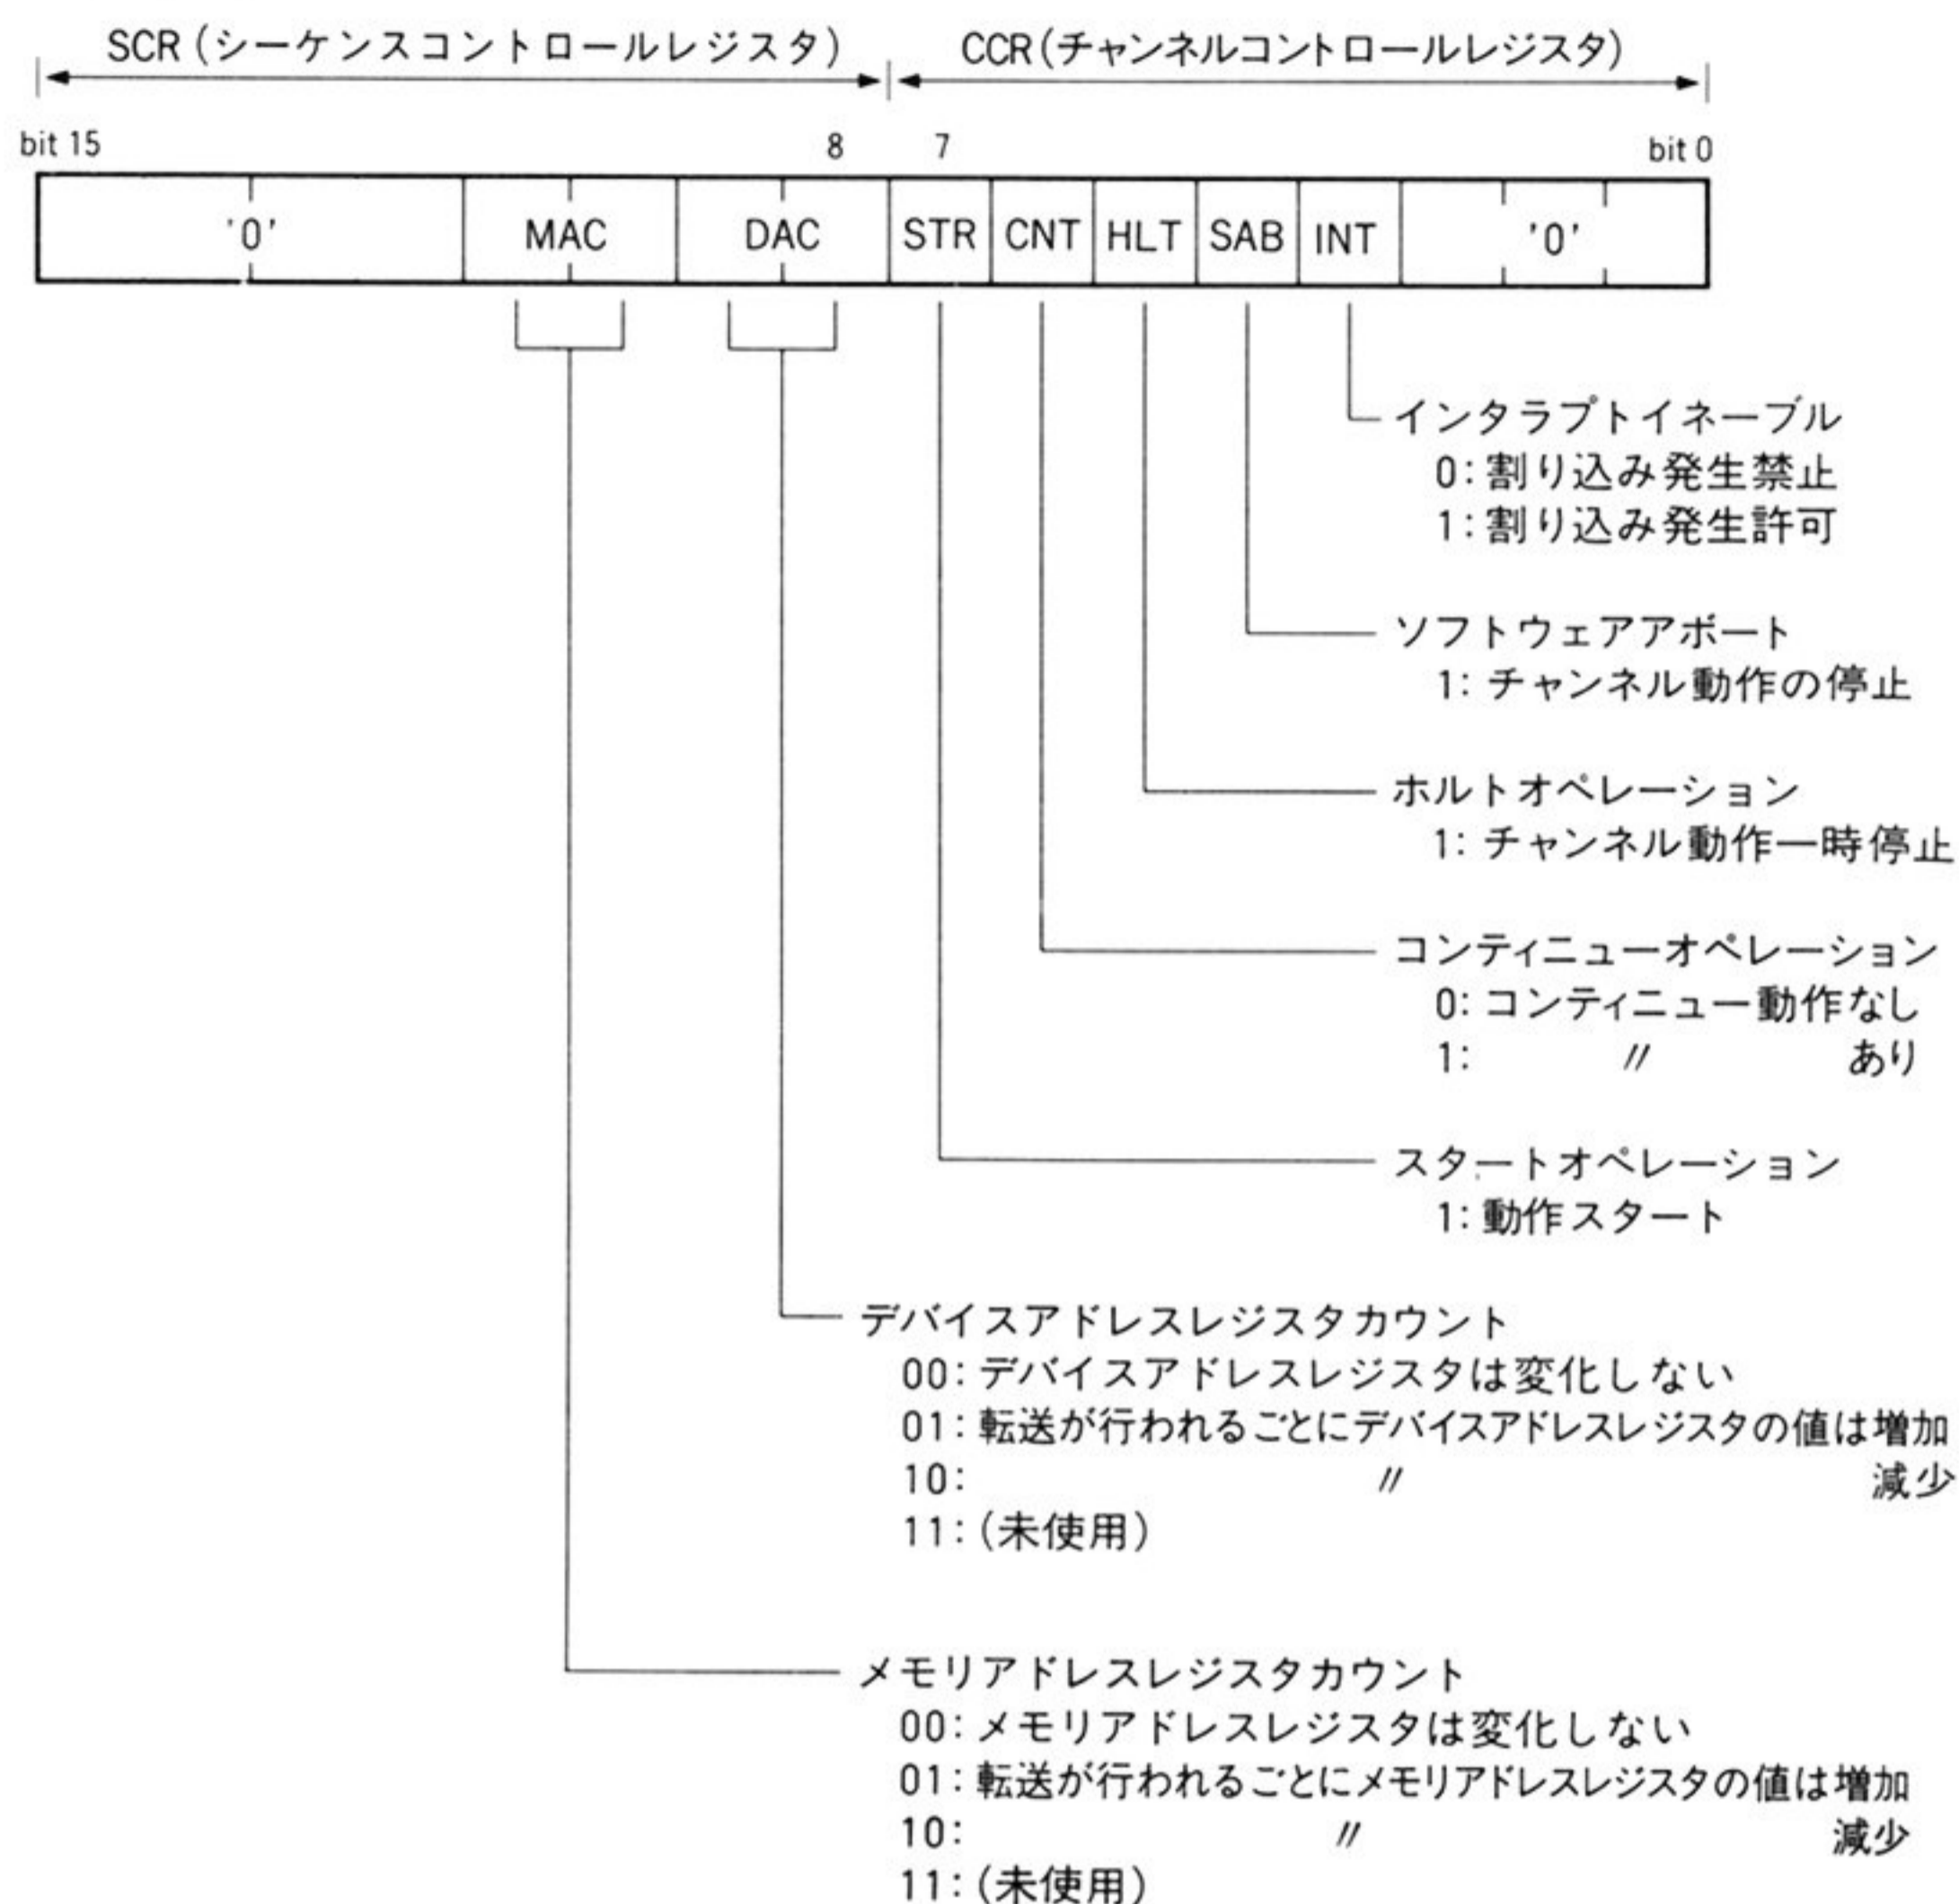 SCR(シーケンスコントロールレジスタ) CCR(チャンネルコントロールレジスタ)
bit 15 8 7 bit 0
'0' MAC DAC STR CNT HLT SAB INT '0'
インタラプトイネーブル
0:割り込み発生禁止
1:割り込み発生許可
ソフトウェアアボート
1:チャンネル動作の停止
ホルトオペレーション
1:チャンネル動作一時停止
コンティニューオペレーション
0:コンティニュー動作なし
1: 〃 あり
スタートオペレーション
1:動作スタート
デバイスアドレスレジスタカウント
00:デバイスアドレスレジスタは変化しない
01:転送が行われるごとにデバイスアドレスレジスタの値は増加
10: 〃 減少
11:(未使用)
メモリアドレスレジスタカウント
00:メモリアドレスレジスタは変化しない
01:転送が行われるごとにメモリアドレスレジスタの値は増加
10: 〃 減少
11:(未使用)